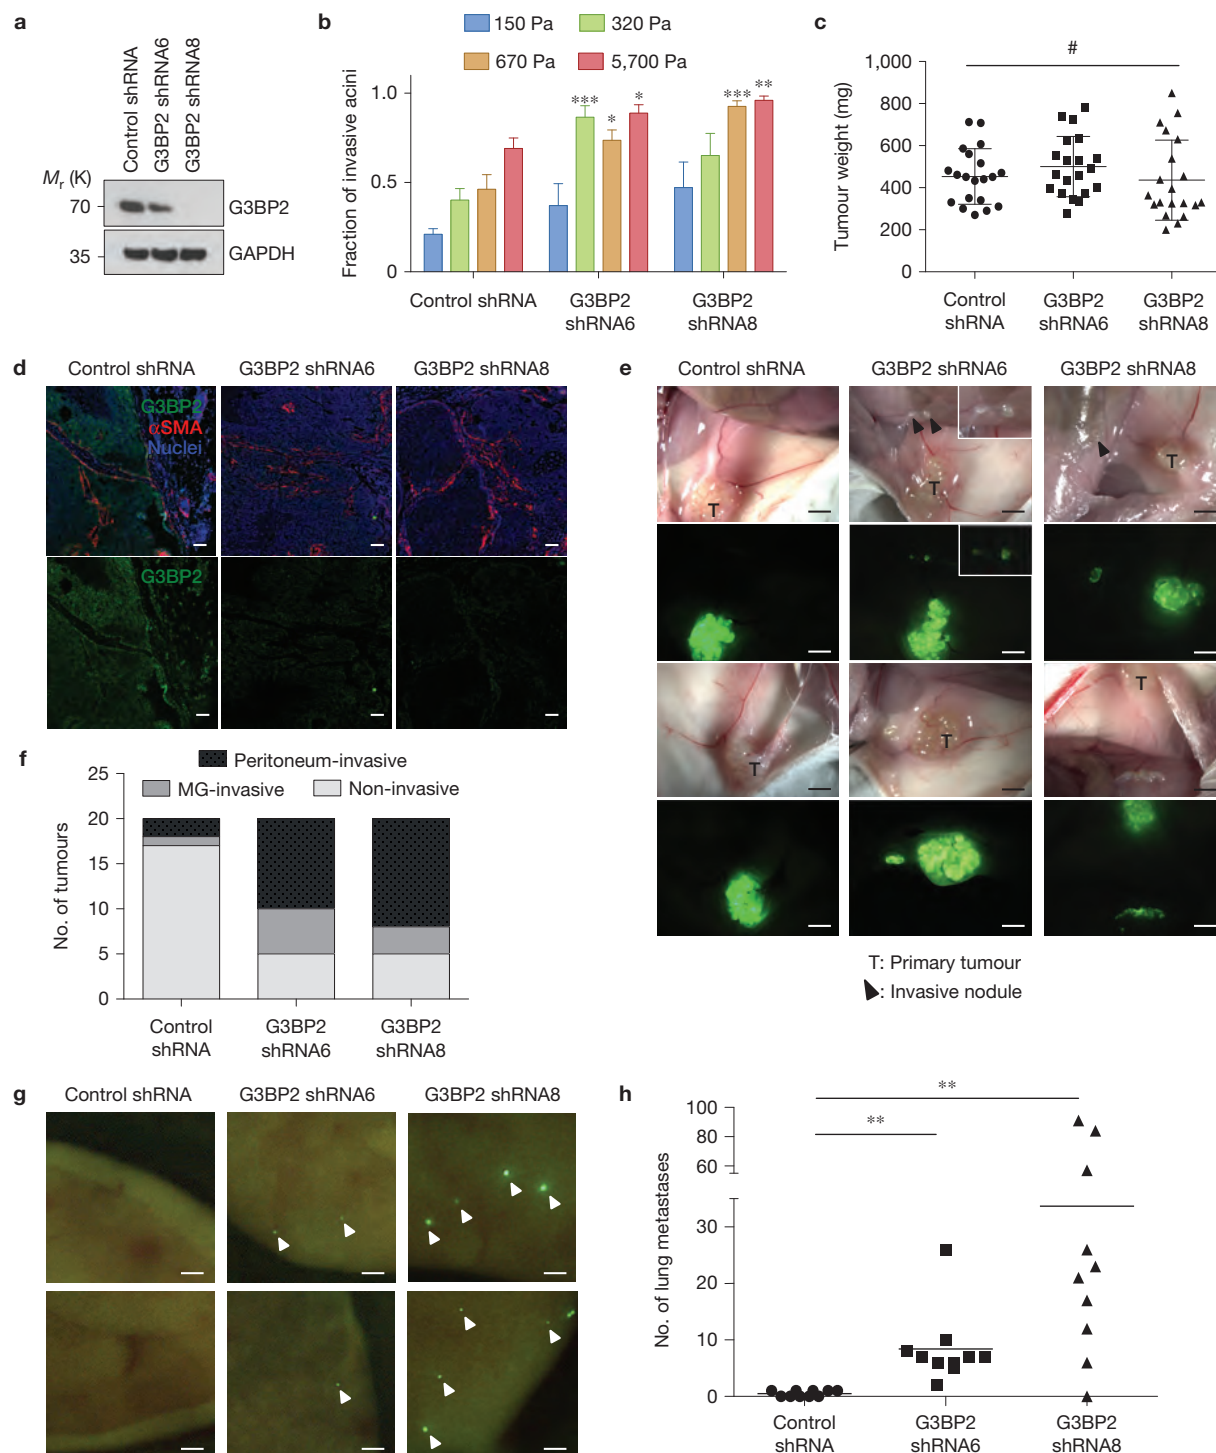 a
Control shRNA
G3BP2 shRNA6
G3BP2 shRNA8
Mr (K)
70
G3BP2
35
GAPDH
b
150 Pa
320 Pa
670 Pa
5,700 Pa
Fraction of invasive acini
1.0
0.5
0
***
*
*
***
**
Control shRNA
G3BP2
shRNA6
G3BP2
shRNA8
c
#
Tumour weight (mg)
1,000
800
600
400
200
0
Control
shRNA
G3BP2
shRNA6
G3BP2
shRNA8
d
Control shRNA
G3BP2 shRNA6
G3BP2 shRNA8
G3BP2
αSMA
Nuclei
G3BP2
e
Control shRNA
G3BP2 shRNA6
G3BP2 shRNA8
T
T
T
T
T
T
T: Primary tumour
: Invasive nodule
f
Peritoneum-invasive
MG-invasive
Non-invasive
No. of tumours
25
20
15
10
5
0
Control
shRNA
G3BP2
shRNA6
G3BP2
shRNA8
g
Control shRNA
G3BP2 shRNA6
G3BP2 shRNA8
h
**
**
No. of lung metastases
100
80
60
30
20
10
0
Control
shRNA
G3BP2
shRNA6
G3BP2
shRNA8